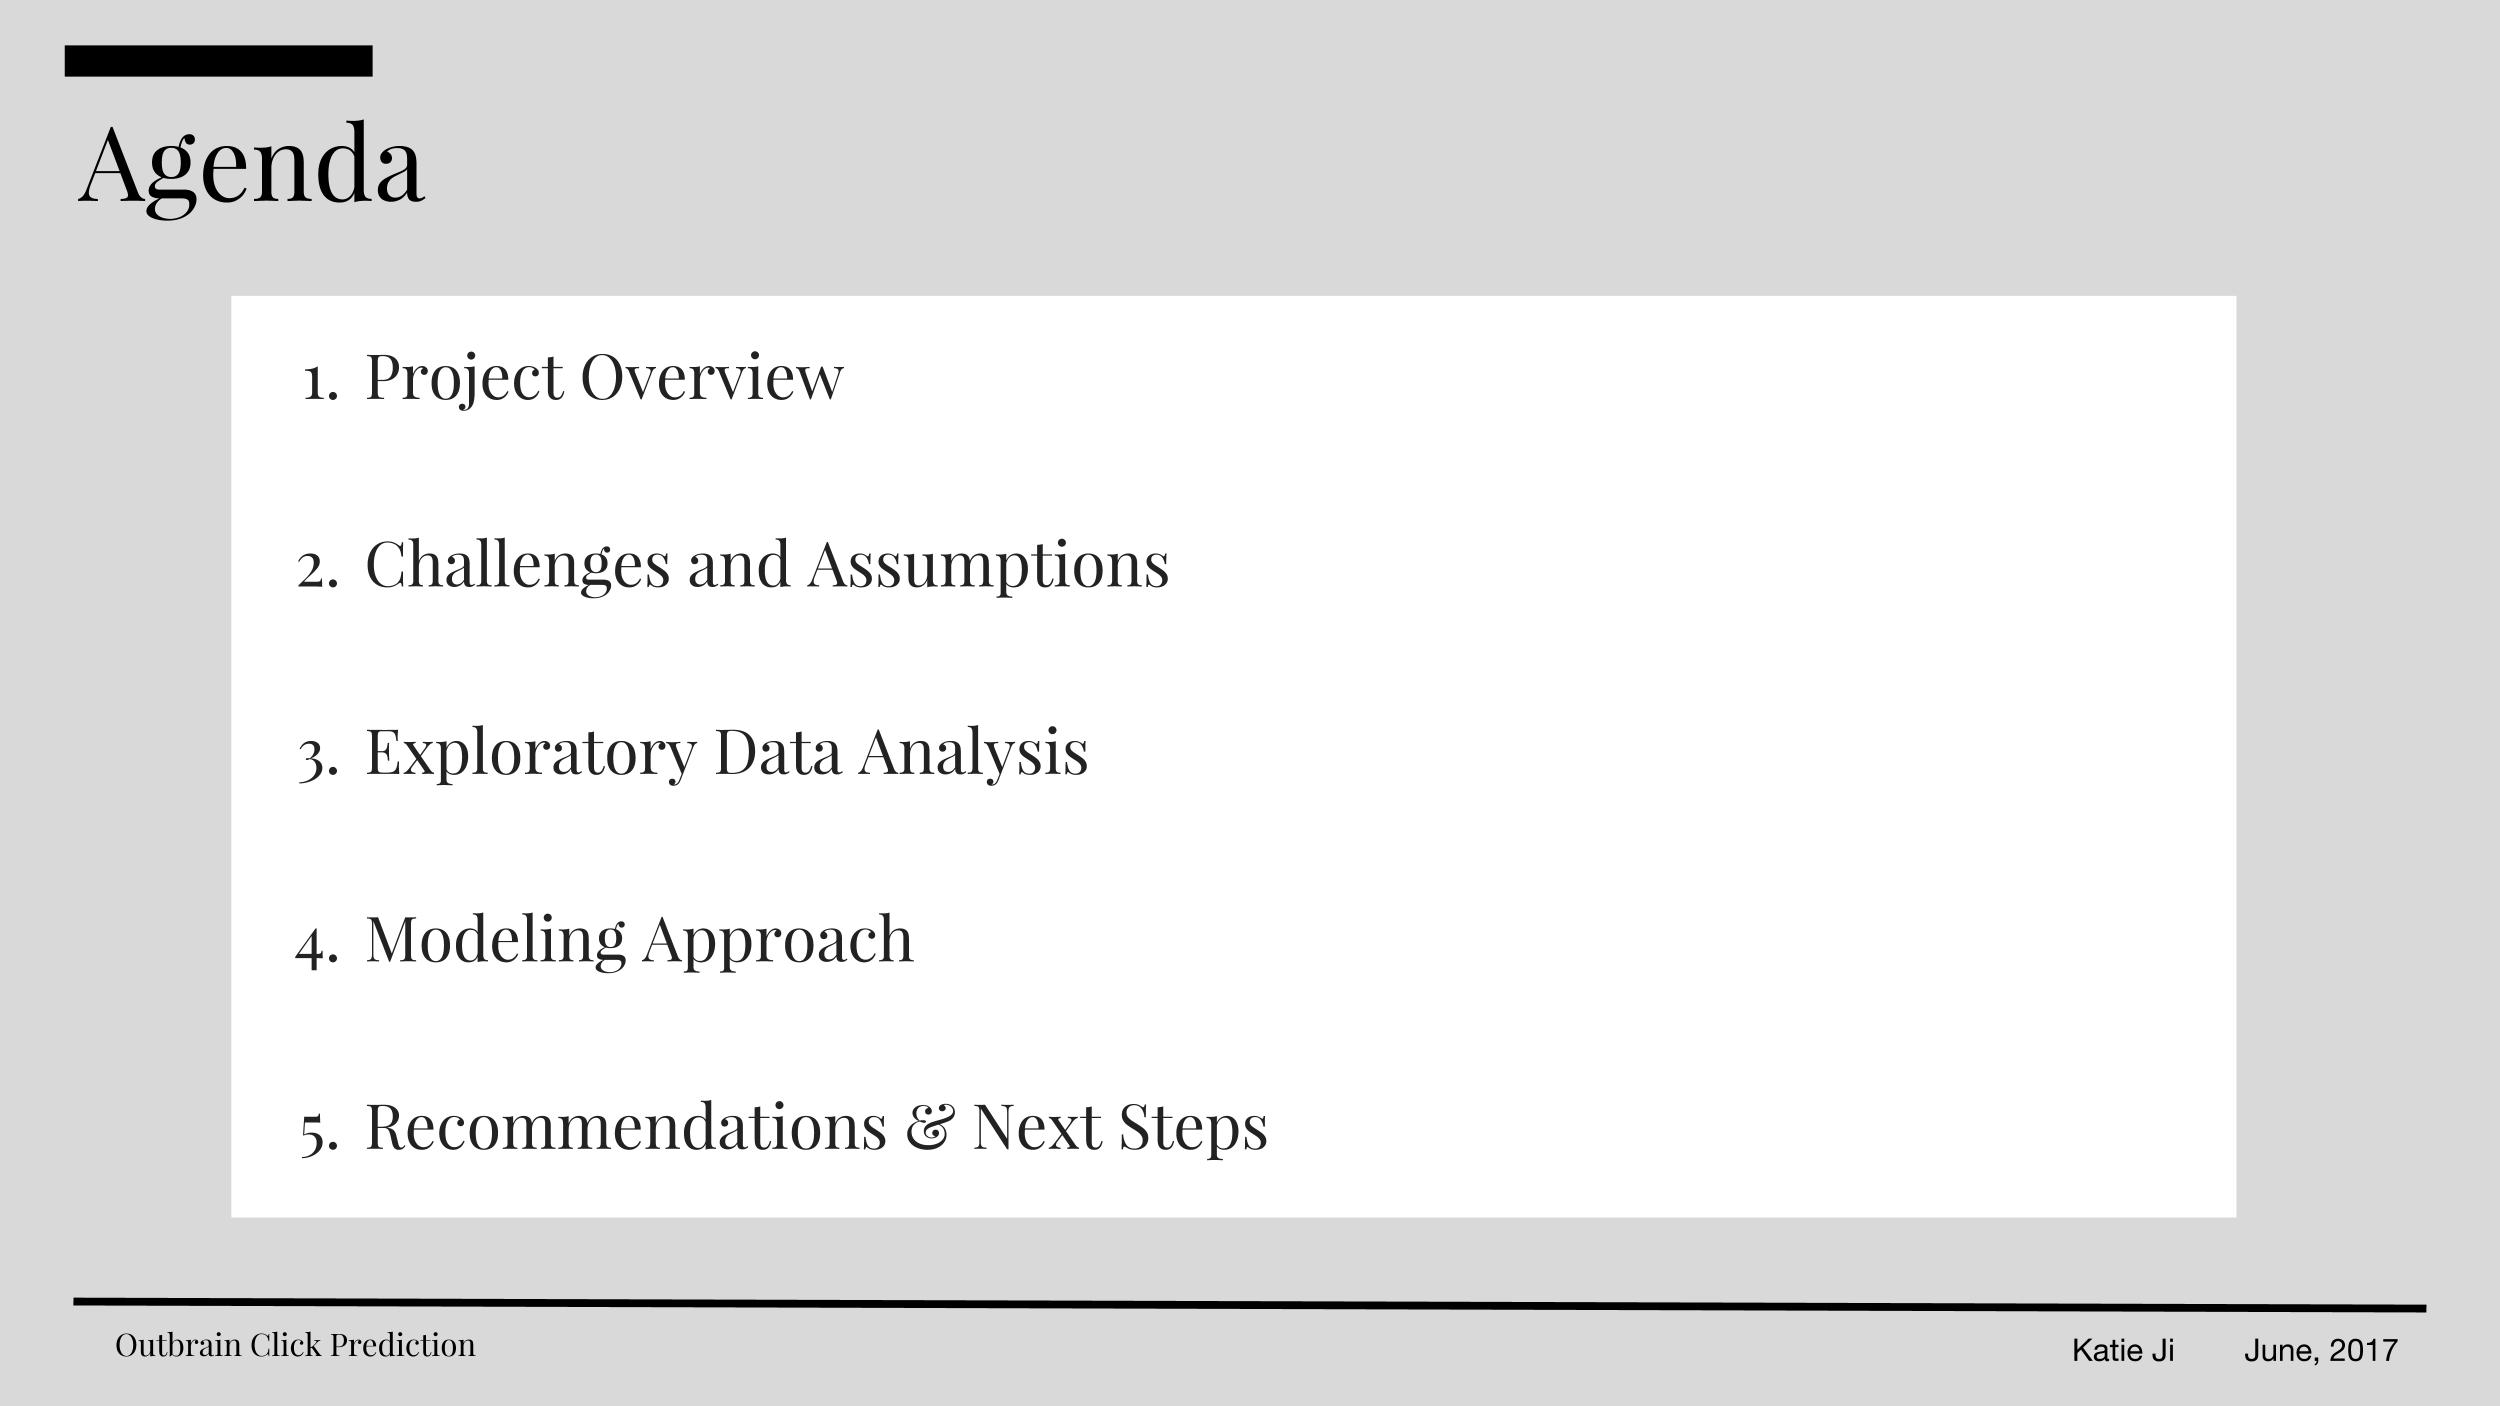 Agenda
1. Project Overview
2. Challenges and Assumptions
3. Exploratory Data Analysis
4. Modeling Approach
5. Recommendations & Next Steps
Outbrain Click Prediction
Katie Ji June, 2017